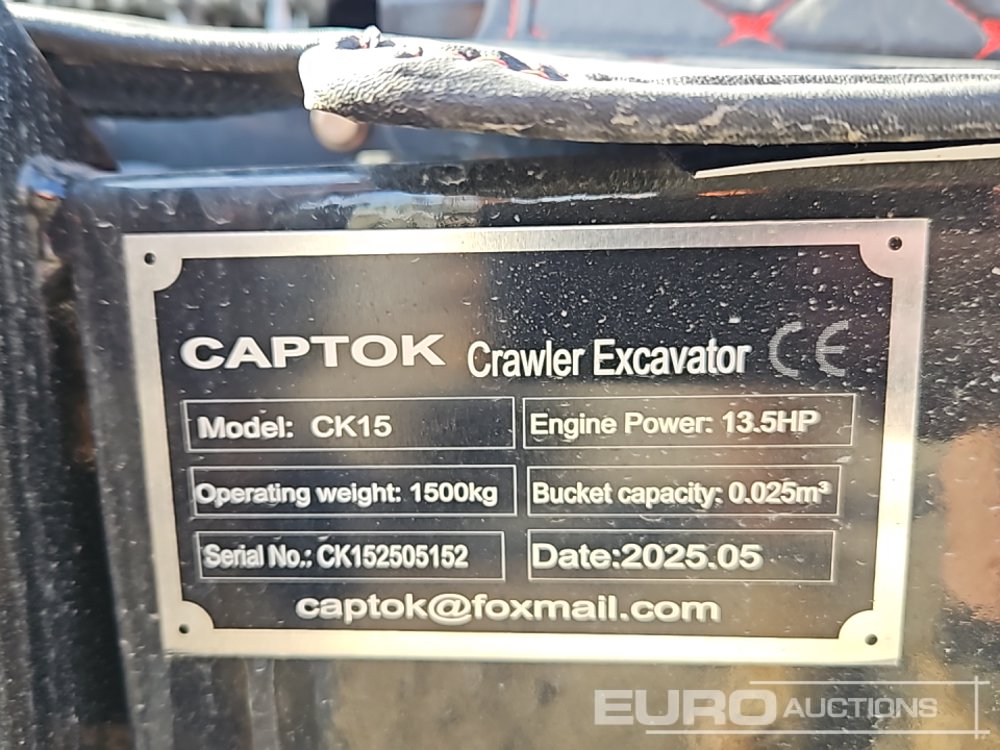 CAPTOK Crawler Excavator CE
Model: CK15 Engine Power: 13.5HP
Operating weight: 1500kg Bucket capacity: 0.025m³
Serial No.: CK152505152 Date:2025.05
captok@foxmail.com
EURO AUCTIONS